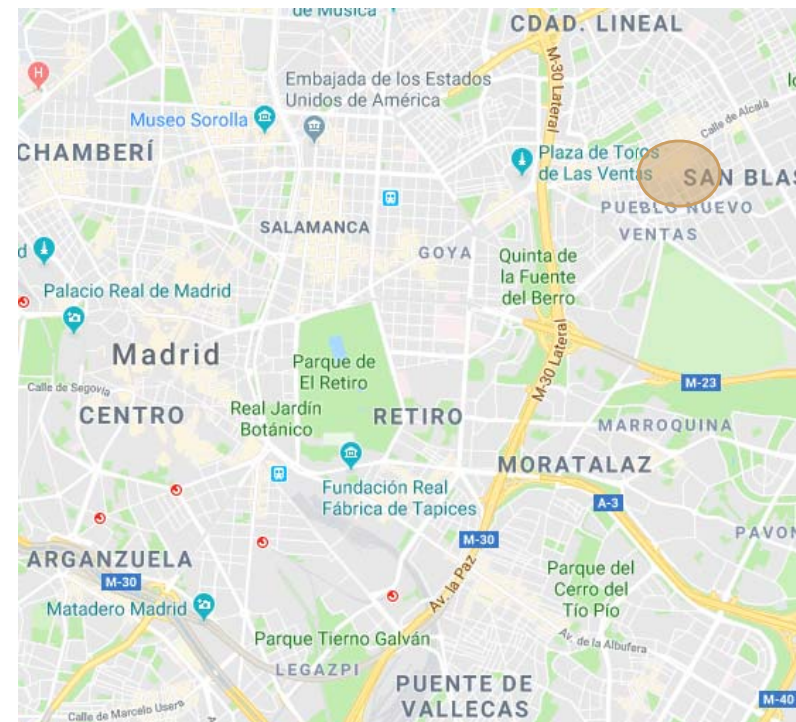 de Música
CDAD. LINEAL
M-30 Lateral
Embajada de los Estados
Unidos de América
Museo Sorolla
Calle de Alcalá
CHAMBERÍ
Plaza de Toros
de Las Ventas
SAN BLAS
PUEBLO NUEVO
VENTAS
SALAMANCA
GOYA
Quinta de
la Fuente
del Berro
Palacio Real de Madrid
M-30 Lateral
Madrid
Parque de
El Retiro
M-23
Calle de Segovia
CENTRO
Real Jardín
Botánico
RETIRO
MARROQUINA
MORATALAZ
Fundación Real
Fábrica de Tapices
A-3
M-30
PAVON
ARGANZUELA
M-30
Av. la Paz
Parque del
Cerro del
Tío Pío
Matadero Madrid
Parque Tierno Galván
Av. de la Albufera
LEGAZPI
PUENTE DE
VALLECAS
M-40
Calle de Marcelo Usera